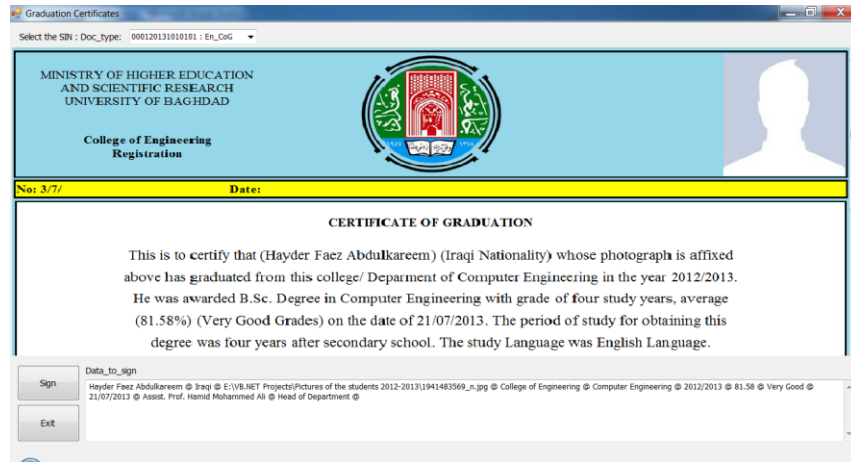 Graduation Certificates
Select the SIN : Doc_type: 000120131010101 : En_CoG
MINISTRY OF HIGHER EDUCATION
AND SCIENTIFIC RESEARCH
UNIVERSITY OF BAGHDAD
College of Engineering
Registration
No: 3/7/ Date:
CERTIFICATE OF GRADUATION
This is to certify that (Hayder Faez Abdulkareem) (Iraqi Nationality) whose photograph is affixed
above has graduated from this college/ Deparment of Computer Engineering in the year 2012/2013.
He was awarded B.Sc. Degree in Computer Engineering with grade of four study years, average
(81.58%) (Very Good Grades) on the date of 21/07/2013. The period of study for obtaining this
degree was four years after secondary school. The study Language was English Language.
Data_to_sign
Sign
Hayder Faez Abdulkareem @ Iraqi @ E:\VB.NET Projects\Pictures of the students 2012-2013\1941483569_n.jpg @ College of Engineering @ Computer Engineering @ 2012/2013 @ 81.58 @ Very Good @
21/07/2013 @ Assist. Prof. Hamid Mohammed Ali @ Head of Department @
Exit